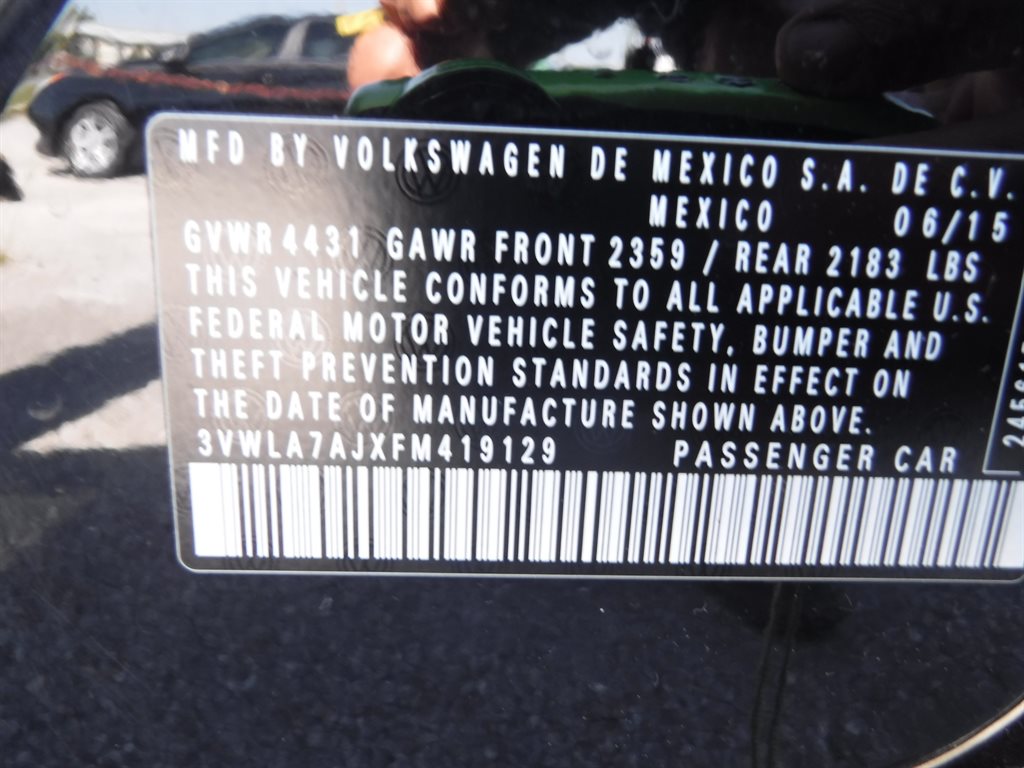 MFD BY VOLKSWAGEN DE MEXICO S.A. DE C.V.
MEXICO 06/15
GVWR 4431 GAWR FRONT 2359 / REAR 2183 LBS
THIS VEHICLE CONFORMS TO ALL APPLICABLE U.S.
FEDERAL MOTOR VEHICLE SAFETY, BUMPER AND
THEFT PREVENTION STANDARDS IN EFFECT ON
THE DATE OF MANUFACTURE SHOWN ABOVE.
3VWLA7AJXFM419129 PASSENGER CAR